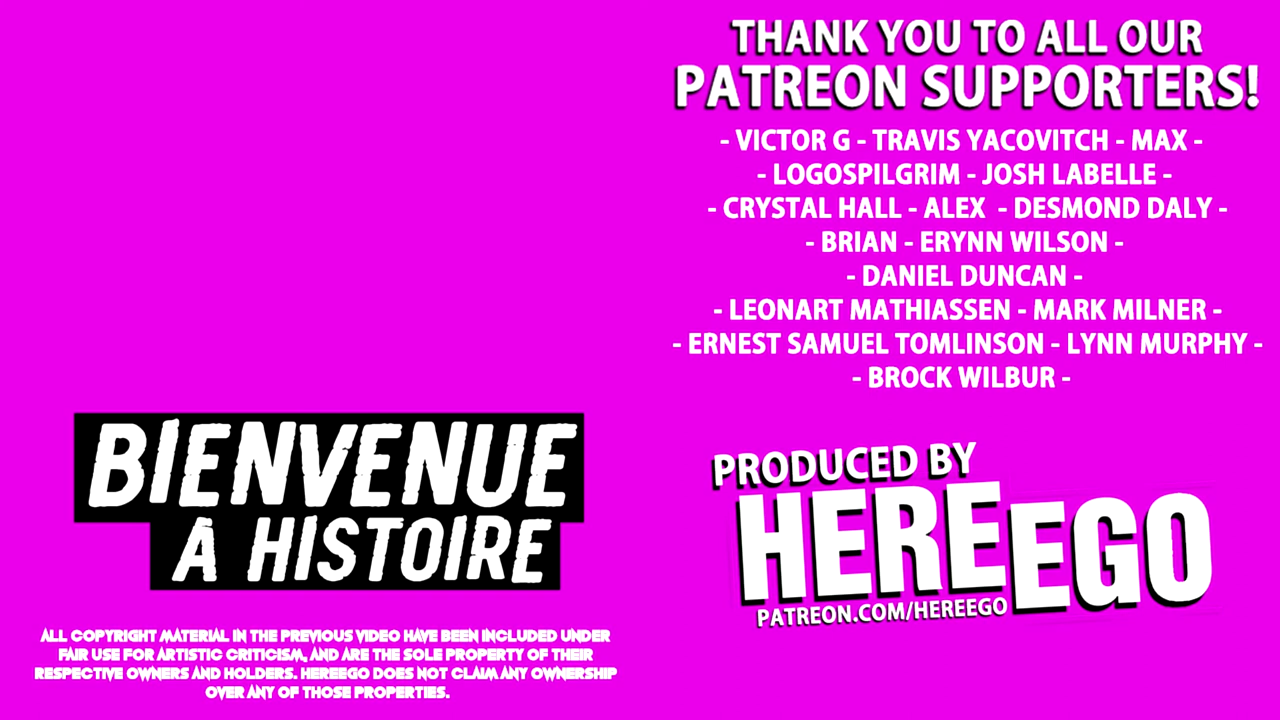 THANK YOU TO ALL OUR
PATREON SUPPORTERS!
- VICTOR G - TRAVIS YACOVITCH - MAX -
- LOGOSPILGRIM - JOSH LABELLE -
- CRYSTAL HALL - ALEX - DESMOND DALY -
- BRIAN - ERYNN WILSON -
- DANIEL DUNCAN -
- LEONART MATHIASSEN - MARK MILNER -
- ERNEST SAMUEL TOMLINSON - LYNN MURPHY -
- BROCK WILBUR -
BIENVENUE
A HISTOIRE
ALL COPYRIGHT MATERIAL IN THE PREVIOUS VIDEO HAVE BEEN INCLUDED UNDER
FAIR USE FOR ARTISTIC CRITICISM, AND ARE THE SOLE PROPERTY OF THEIR
RESPECTIVE OWNERS AND HOLDERS. HEREEGO DOES NOT CLAIM ANY OWNERSHIP
OVER ANY OF THOSE PROPERTIES.
PRODUCED BY
HEREEGO
PATREON.COM/HEREEGO